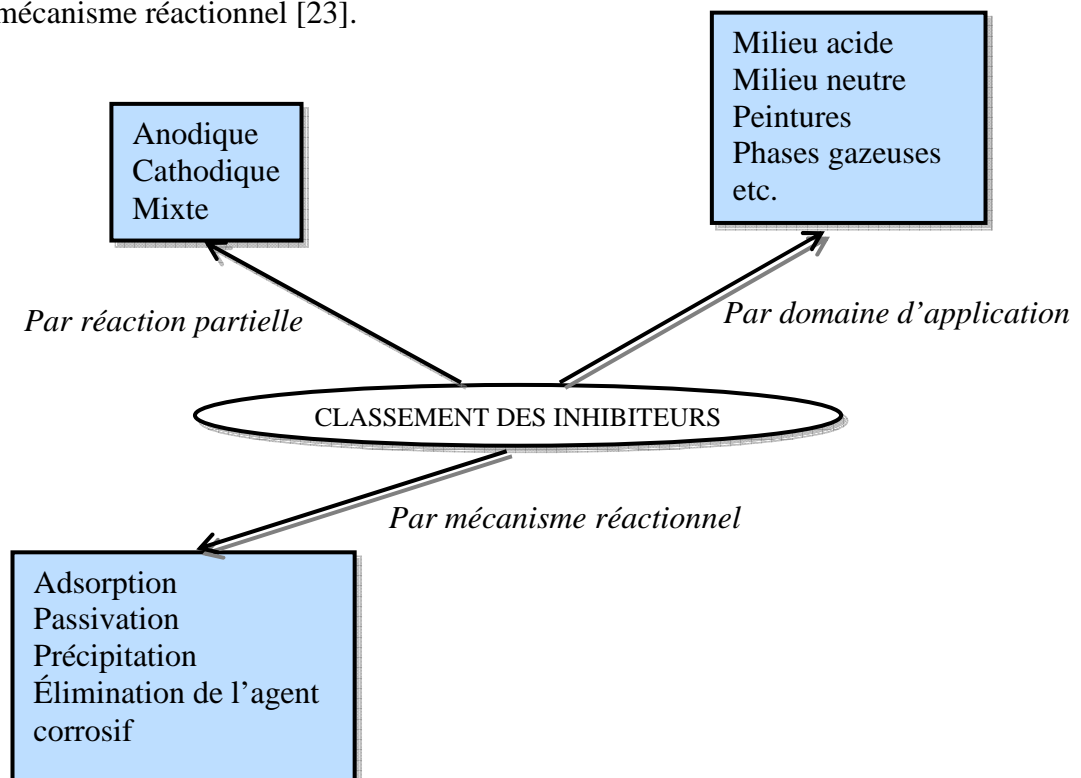 mécanisme réactionnel [23].
Milieu acide
Milieu neutre
Peintures
Phases gazeuses
etc.
Anodique
Cathodique
Mixte
Par réaction partielle
Par domaine d’application
CLASSEMENT DES INHIBITEURS
Par mécanisme réactionnel
Adsorption
Passivation
Précipitation
Élimination de l’agent
corrosif